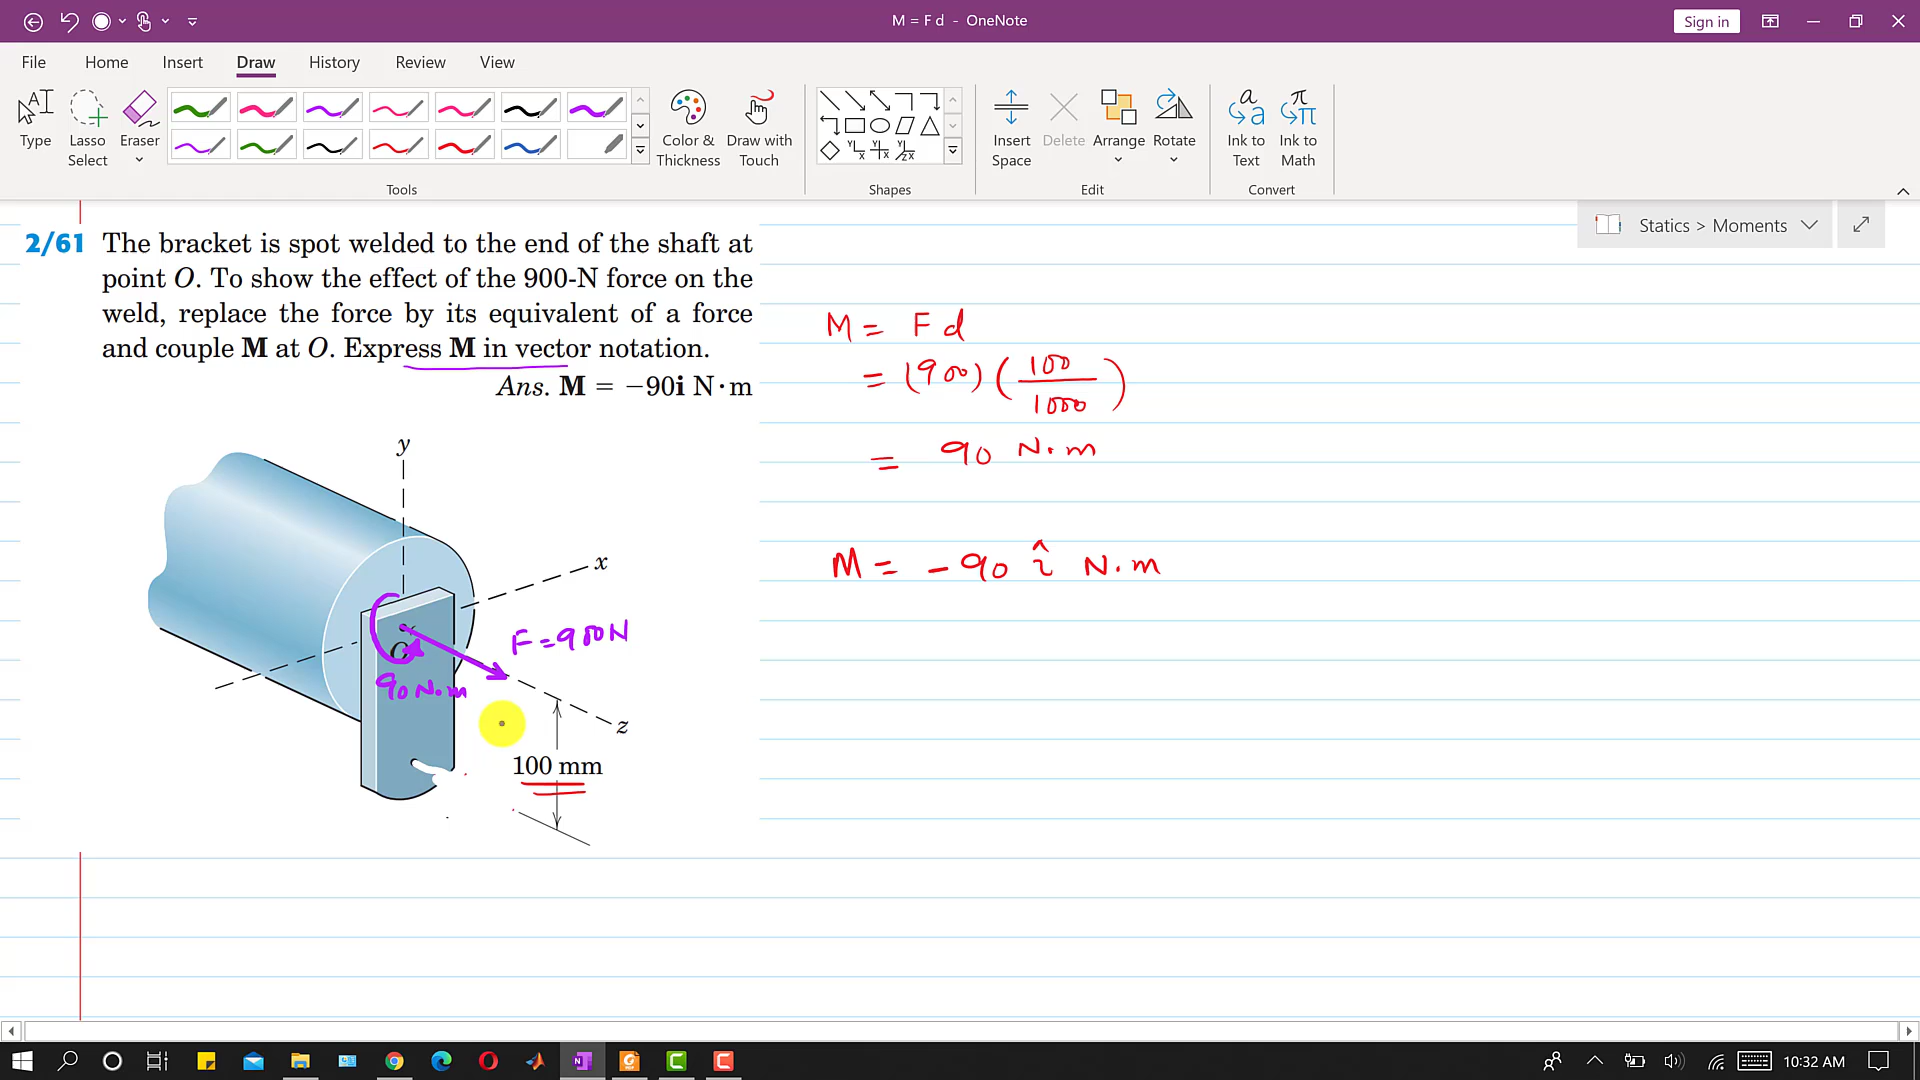 M = F d - OneNote
Sign in
File Home Insert Draw History Review View
Type
Lasso Select
Eraser
Color & Thickness
Draw with Touch
Insert Space
Delete
Arrange
Rotate
Ink to Text
Ink to Math
Tools
Shapes
Edit
Convert
Statics > Moments
2/61 The bracket is spot welded to the end of the shaft at
point O. To show the effect of the 900-N force on the
weld, replace the force by its equivalent of a force
and couple M at O. Express M in vector notation.
Ans. M = −90i N·m
M = F d
= (900) (100/1000)
= 90 N.m
M = - 90 î N.m
y
x
O
F = 900N
90 N.m
z
100 mm
10:32 AM